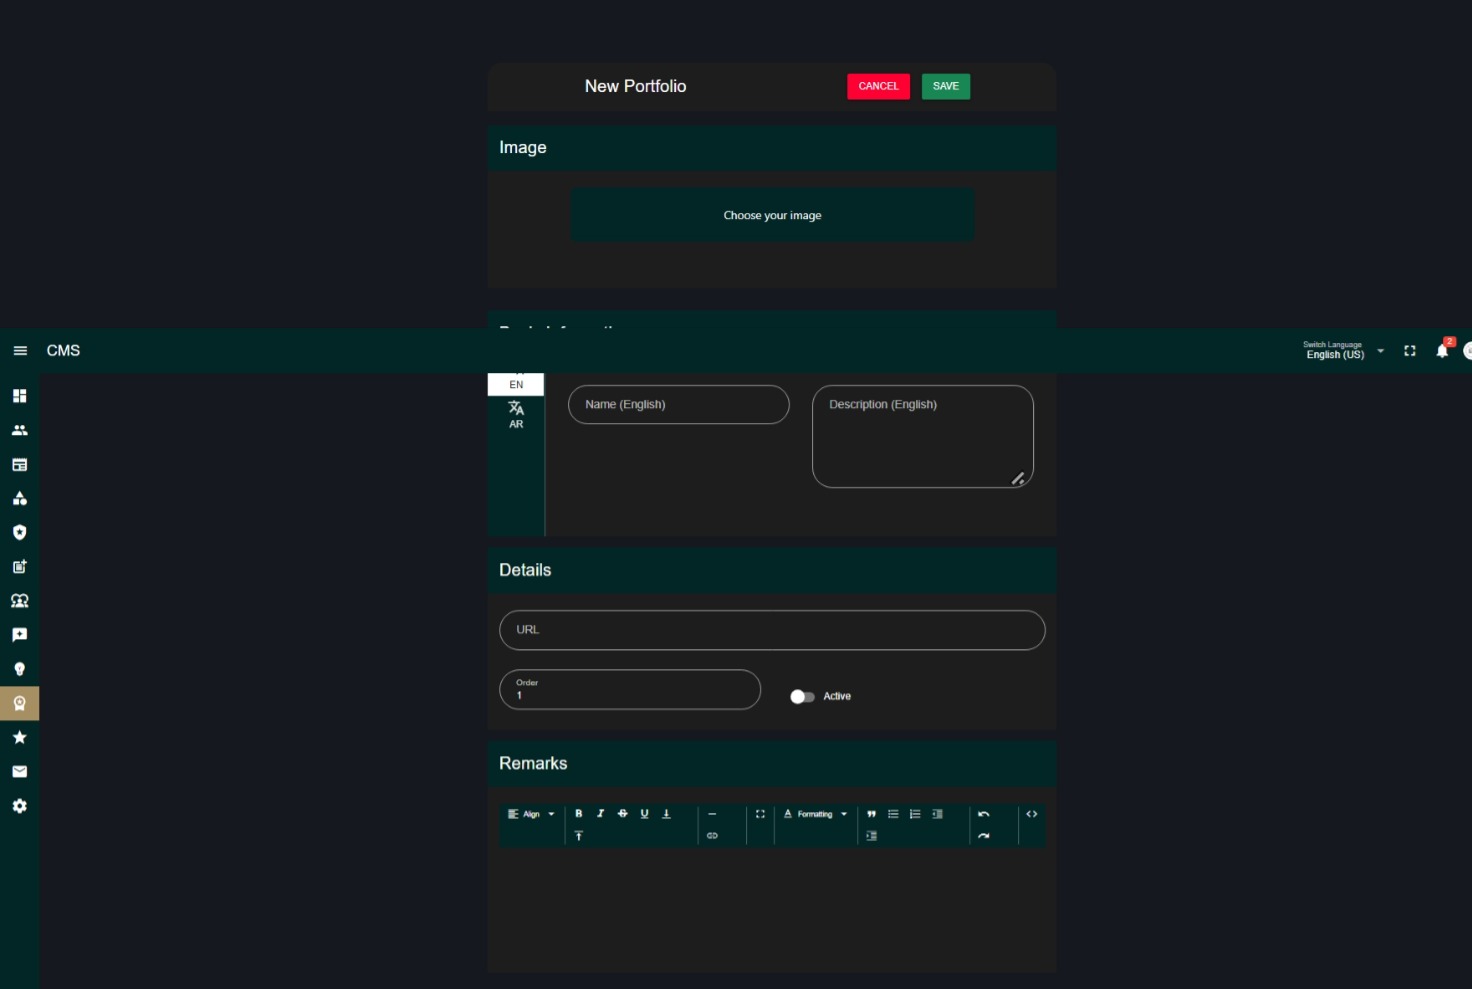 New Portfolio
CANCEL
SAVE
Image
Choose your image
CMS
Switch Language
English (US)
2
EN
AR
Name (English)
Description (English)
Details
URL
Order
1
Active
Remarks
Align
Formatting